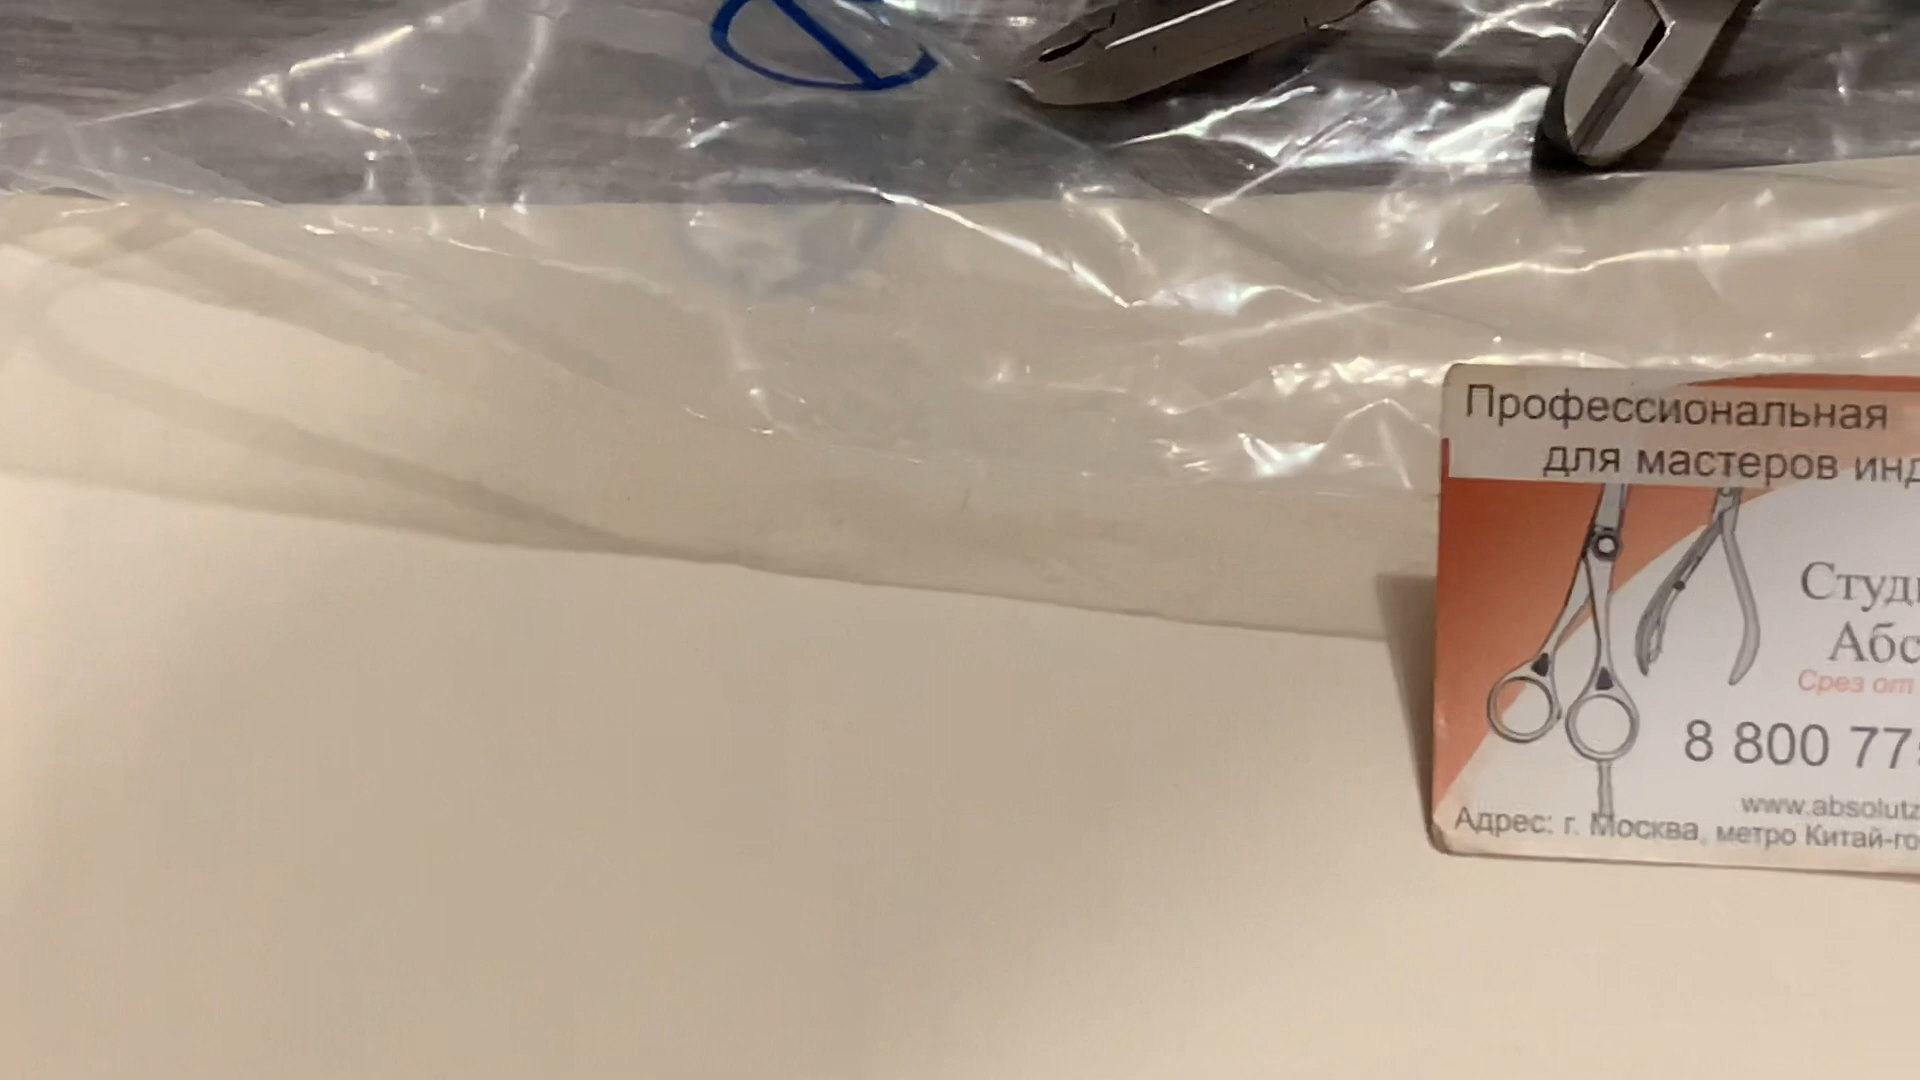 Профессиональная
для мастеров инд
Студ
Абс
Срез от
8 800 77
www.absolutz
Адрес: г. Москва, метро Китай-го